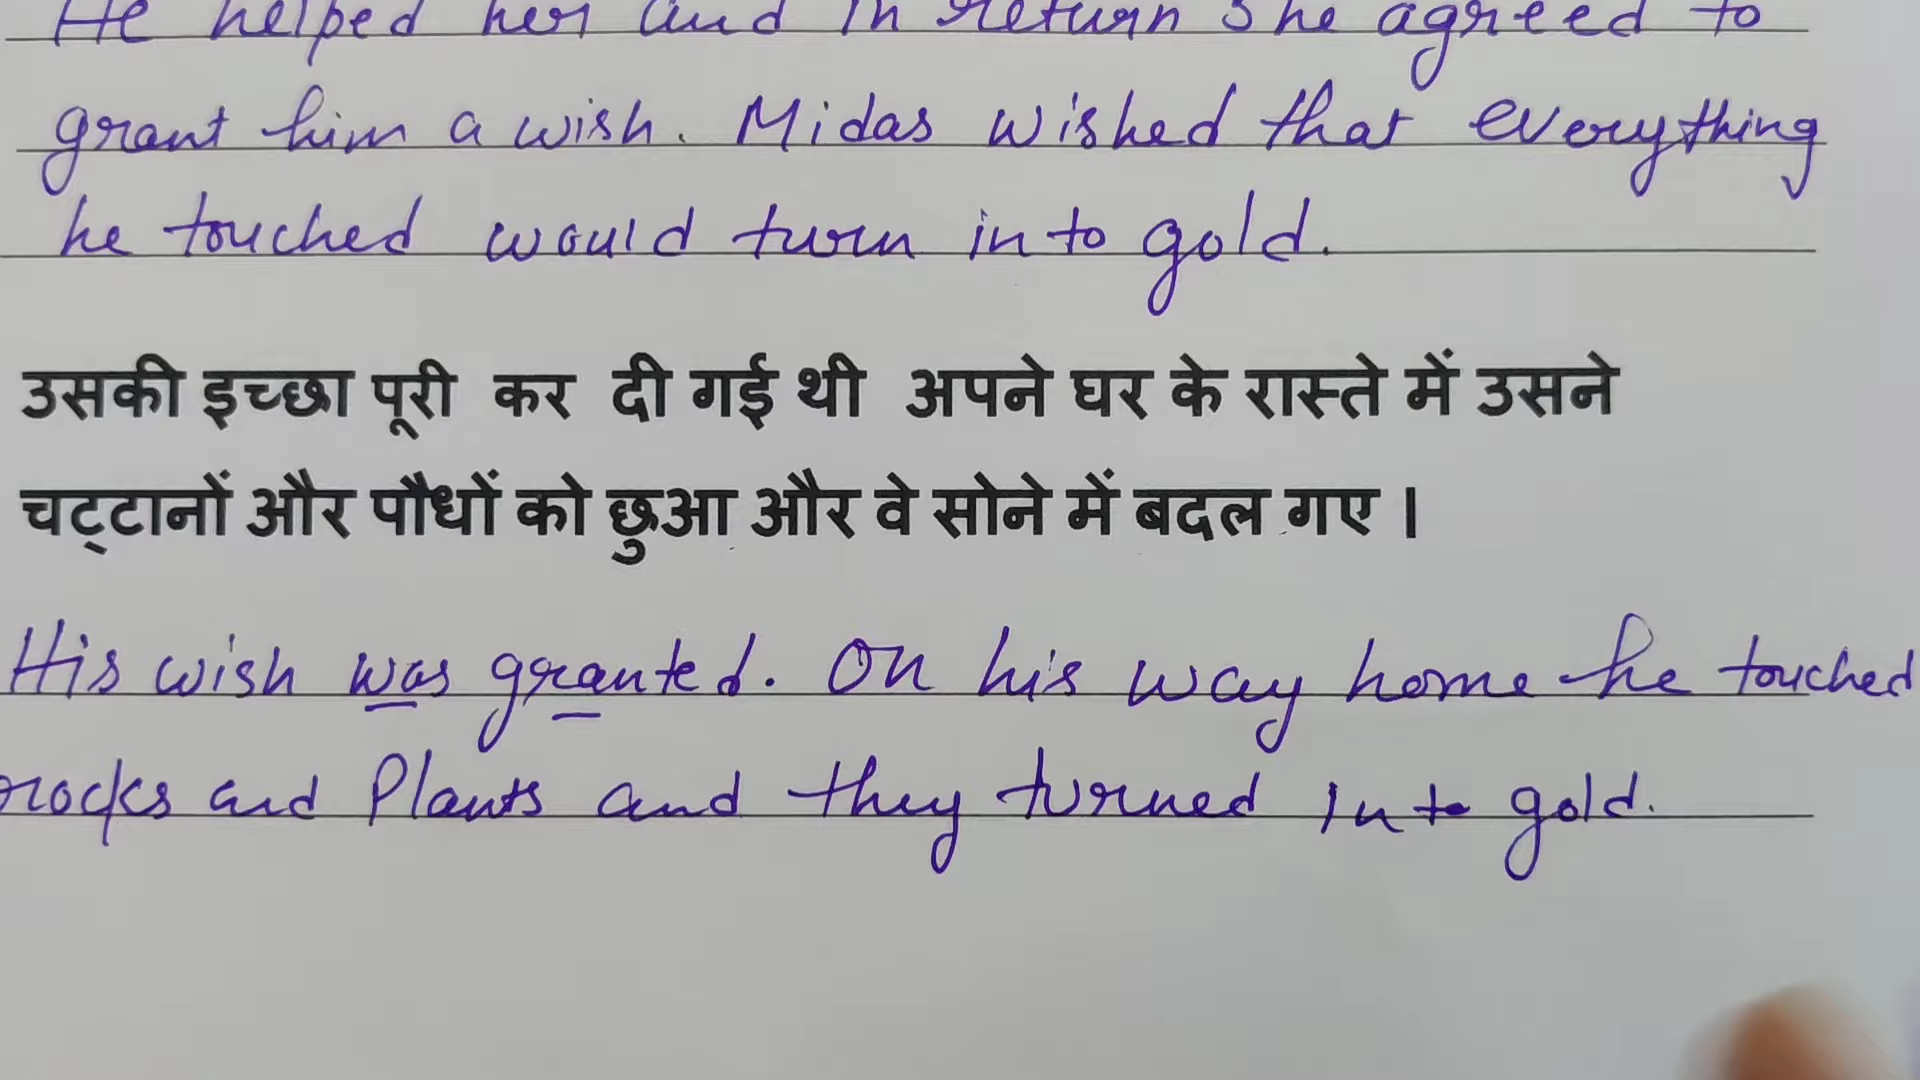 He helped her and in return she agreed to
grant him a wish. Midas wished that everything
he touched would turn into gold.
उसकी इच्छा पूरी कर दी गई थी अपने घर के रास्ते में उसने
चट्टानों और पौधों को छुआ और वे सोने में बदल गए ।
His wish was granted. On his way home he touched
rocks and Plants and they turned into gold.